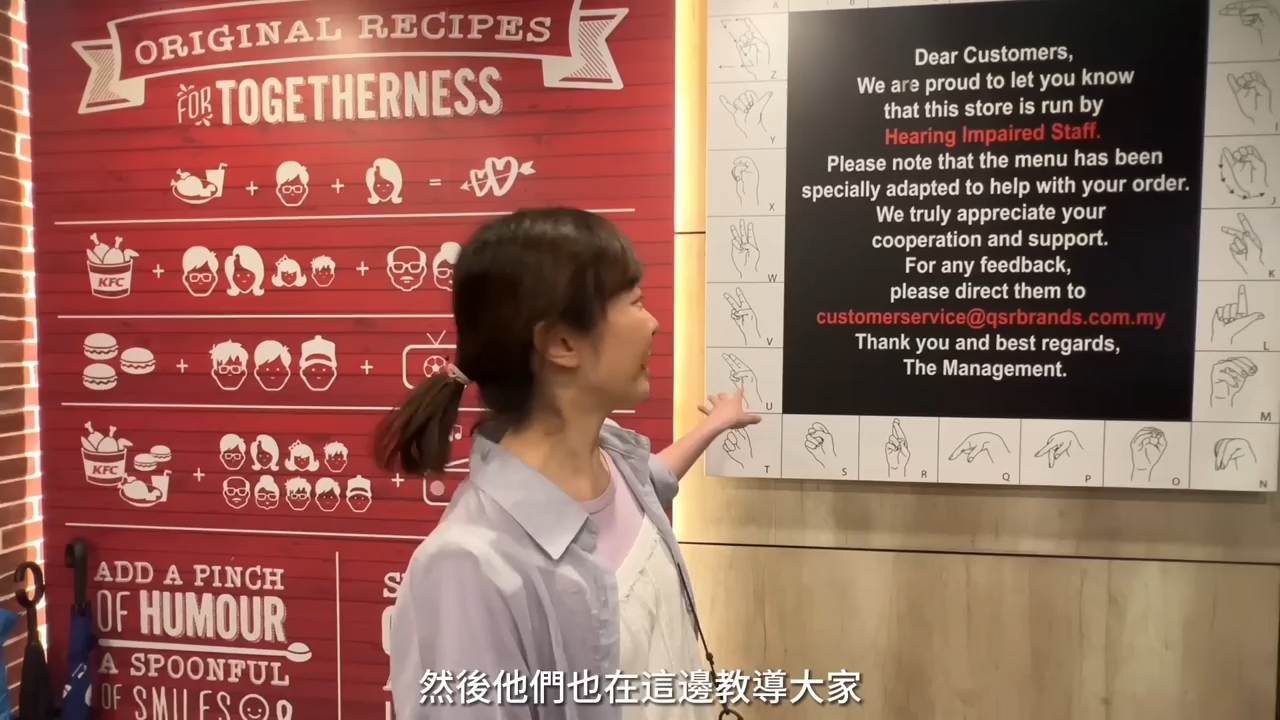 ORIGINAL RECIPES
FOR TOGETHERNESS
KFC
KFC
ADD A PINCH
OF HUMOUR
A SPOONFUL
OF SMILES
Dear Customers,
We are proud to let you know
that this store is run by
Hearing Impaired Staff.
Please note that the menu has been
specially adapted to help with your order.
We truly appreciate your
cooperation and support.
For any feedback,
please direct them to
customerservice@qsrbrands.com.my
Thank you and best regards,
The Management.
A
B
Z
Y
X
W
V
U
T
S
R
Q
P
O
N
M
L
K
J
I
然後他們也在這邊教導大家